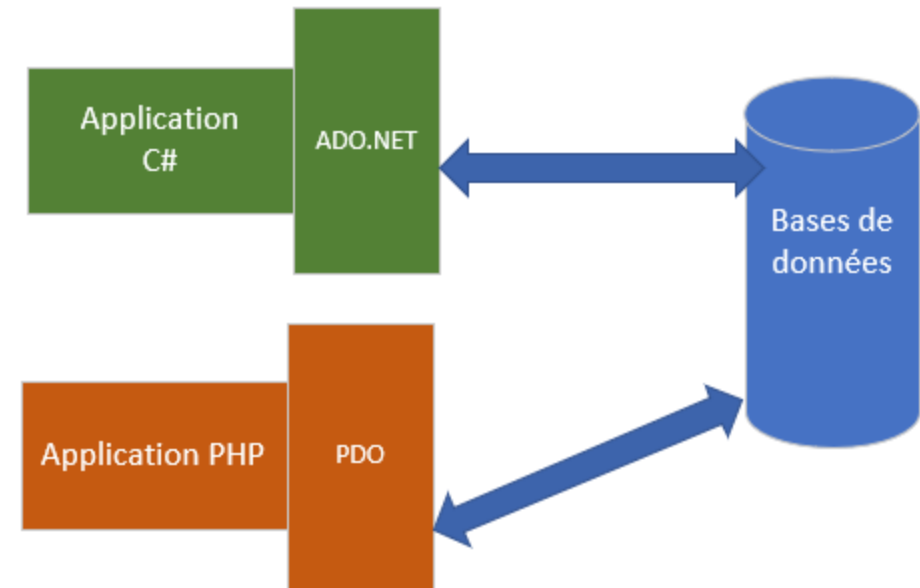 Application
C#
ADO.NET
Bases de
données
Application PHP
PDO